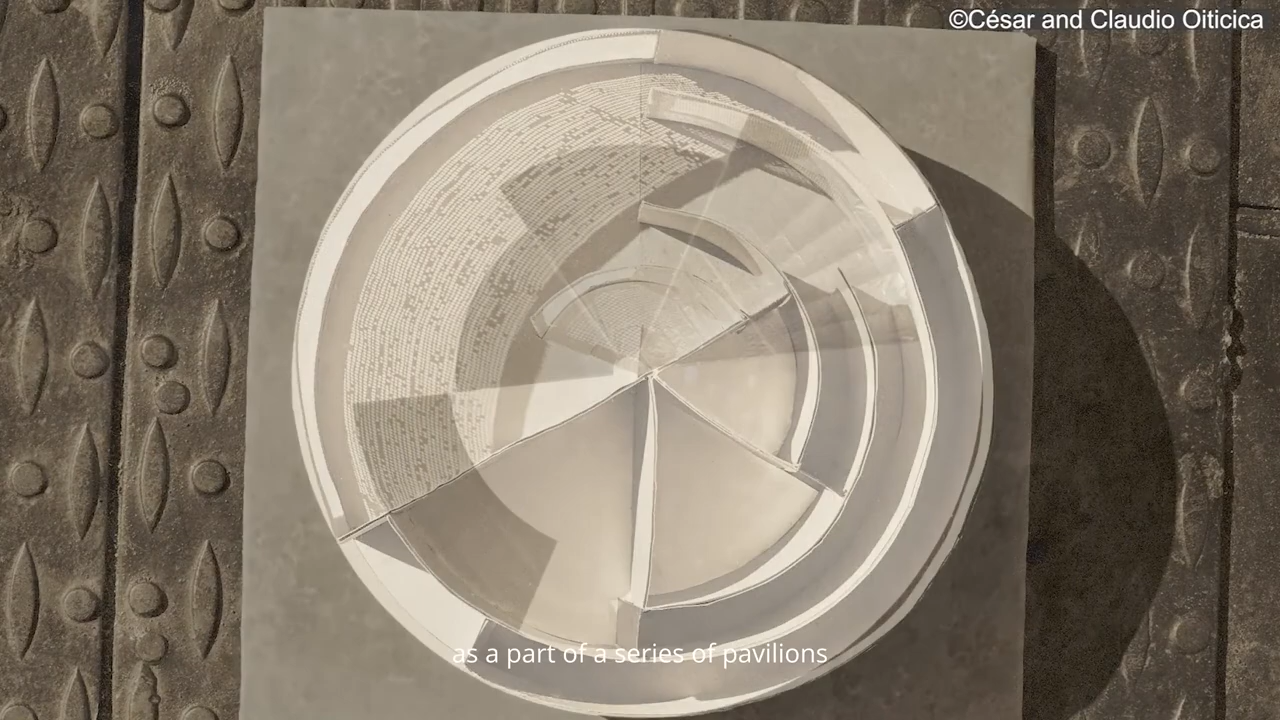 ©César and Claudio Oiticica
as a part of a series of pavilions